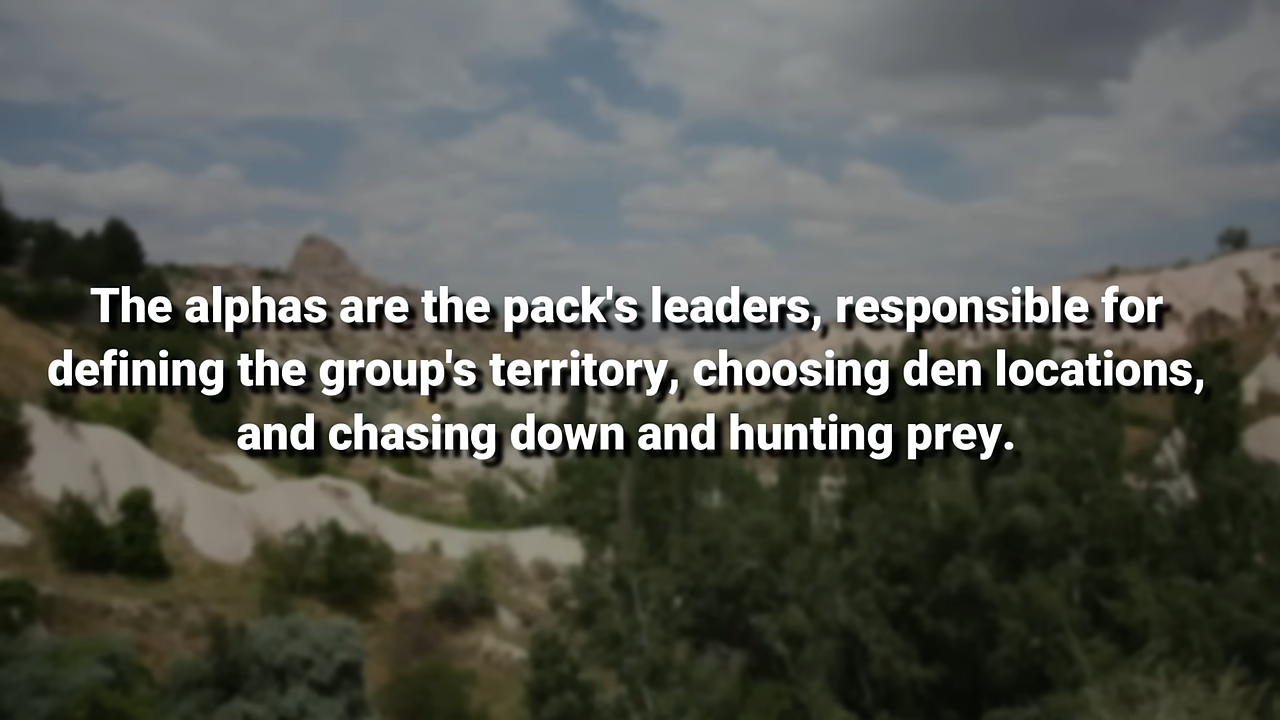 The alphas are the pack's leaders, responsible for
defining the group's territory, choosing den locations,
and chasing down and hunting prey.